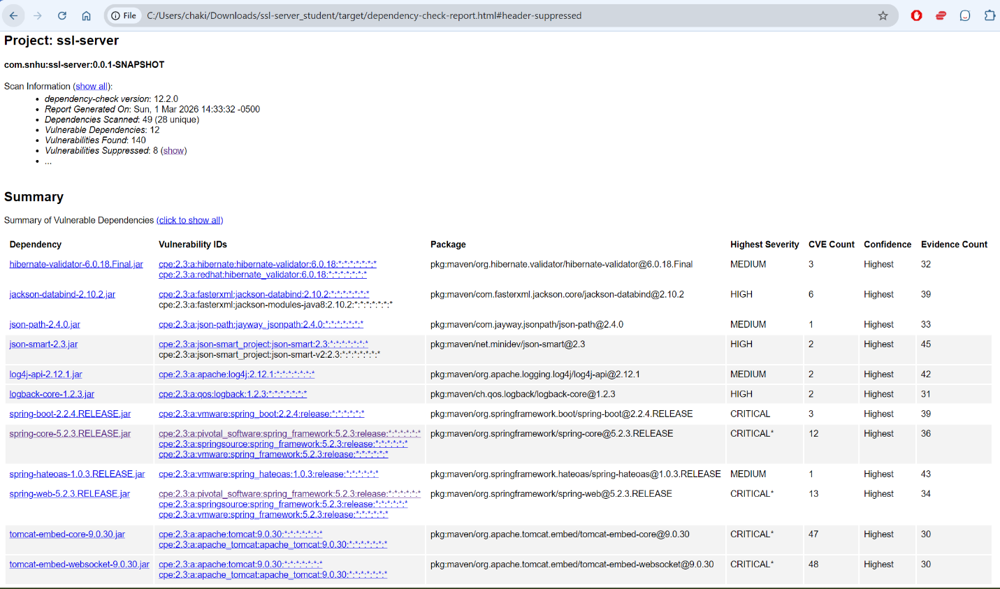 File C:/Users/chaki/Downloads/ssl-server_student/target/dependency-check-report.html#header-suppressed
Project: ssl-server
com.snhu:ssl-server:0.0.1-SNAPSHOT
Scan Information (show all):
• dependency-check version: 12.2.0
• Report Generated On: Sun, 1 Mar 2026 14:33:32 -0500
• Dependencies Scanned: 49 (28 unique)
• Vulnerable Dependencies: 12
• Vulnerabilities Found: 140
• Vulnerabilities Suppressed: 8 (show)
• ...
Summary
Summary of Vulnerable Dependencies (click to show all)
Dependency Vulnerability IDs Package Highest Severity CVE Count Confidence Evidence Count
hibernate-validator-6.0.18.Final.jar cpe:2.3:a:hibernate:hibernate-validator:6.0.18:*:*:*:*:*:*:* pkg:maven/org.hibernate.validator/hibernate-validator@6.0.18.Final MEDIUM 3 Highest 32
cpe:2.3:a:redhat:hibernate_validator:6.0.18:*:*:*:*:*:*:*
jackson-databind-2.10.2.jar cpe:2.3:a:fasterxml:jackson-databind:2.10.2:*:*:*:*:*:*:* pkg:maven/com.fasterxml.jackson.core/jackson-databind@2.10.2 HIGH 6 Highest 39
cpe:2.3:a:fasterxml:jackson-modules-java8:2.10.2:*:*:*:*:*:*:*
json-path-2.4.0.jar cpe:2.3:a:json-path:jayway_jsonpath:2.4.0:*:*:*:*:*:*:* pkg:maven/com.jayway.jsonpath/json-path@2.4.0 MEDIUM 1 Highest 33
json-smart-2.3.jar cpe:2.3:a:json-smart_project:json-smart:2.3:*:*:*:*:*:*:* pkg:maven/net.minidev/json-smart@2.3 HIGH 2 Highest 45
cpe:2.3:a:json-smart_project:json-smart-v2:2.3:*:*:*:*:*:*:*
log4j-api-2.12.1.jar cpe:2.3:a:apache:log4j:2.12.1:*:*:*:*:*:*:* pkg:maven/org.apache.logging.log4j/log4j-api@2.12.1 MEDIUM 2 Highest 42
logback-core-1.2.3.jar cpe:2.3:a:qos:logback:1.2.3:*:*:*:*:*:*:* pkg:maven/ch.qos.logback/logback-core@1.2.3 HIGH 2 Highest 31
spring-boot-2.2.4.RELEASE.jar cpe:2.3:a:vmware:spring_boot:2.2.4:release:*:*:*:*:*:* pkg:maven/org.springframework.boot/spring-boot@2.2.4.RELEASE CRITICAL 3 Highest 39
spring-core-5.2.3.RELEASE.jar cpe:2.3:a:pivotal_software:spring_framework:5.2.3:release:*:*:*:*:*:* pkg:maven/org.springframework/spring-core@5.2.3.RELEASE CRITICAL* 12 Highest 36
cpe:2.3:a:springsource:spring_framework:5.2.3:release:*:*:*:*:*:*
cpe:2.3:a:vmware:spring_framework:5.2.3:release:*:*:*:*:*:*
spring-hateoas-1.0.3.RELEASE.jar cpe:2.3:a:vmware:spring_hateoas:1.0.3:release:*:*:*:*:*:* pkg:maven/org.springframework.hateoas/spring-hateoas@1.0.3.RELEASE MEDIUM 1 Highest 43
spring-web-5.2.3.RELEASE.jar cpe:2.3:a:pivotal_software:spring_framework:5.2.3:release:*:*:*:*:*:* pkg:maven/org.springframework/spring-web@5.2.3.RELEASE CRITICAL* 13 Highest 34
cpe:2.3:a:springsource:spring_framework:5.2.3:release:*:*:*:*:*:*
cpe:2.3:a:vmware:spring_framework:5.2.3:release:*:*:*:*:*:*
tomcat-embed-core-9.0.30.jar cpe:2.3:a:apache:tomcat:9.0.30:*:*:*:*:*:*:* pkg:maven/org.apache.tomcat.embed/tomcat-embed-core@9.0.30 CRITICAL* 47 Highest 30
cpe:2.3:a:apache_tomcat:apache_tomcat:9.0.30:*:*:*:*:*:*:*
tomcat-embed-websocket-9.0.30.jar cpe:2.3:a:apache:tomcat:9.0.30:*:*:*:*:*:*:* pkg:maven/org.apache.tomcat.embed/tomcat-embed-websocket@9.0.30 CRITICAL* 48 Highest 30
cpe:2.3:a:apache_tomcat:apache_tomcat:9.0.30:*:*:*:*:*:*:*